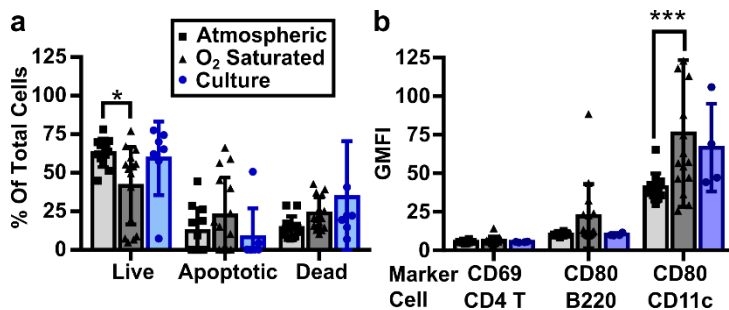 a
Atmospheric
O₂ Saturated
Culture
% Of Total Cells
125
100
75
50
25
0
*
Live Apoptotic Dead
b
GMFI
125
100
75
50
25
0
***
Marker CD69 CD80 CD80
Cell CD4 T B220 CD11c